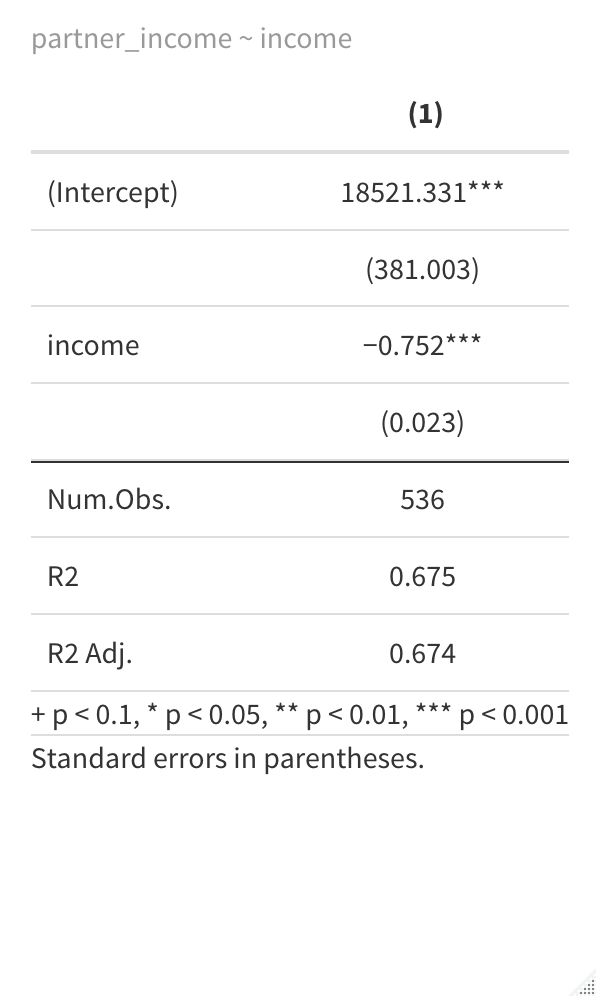 partner_income ~ income
(1)
(Intercept) 18521.331***
(381.003)
income −0.752***
(0.023)
Num.Obs. 536
R2 0.675
R2 Adj. 0.674
+ p < 0.1, * p < 0.05, ** p < 0.01, *** p < 0.001
Standard errors in parentheses.